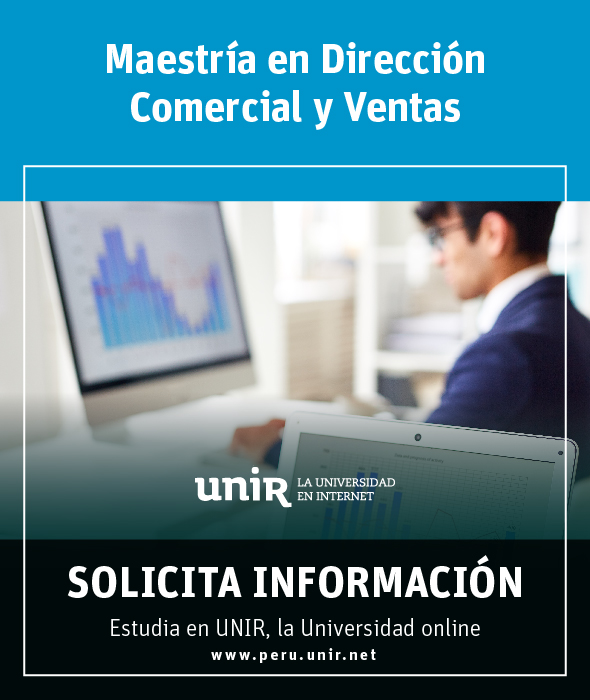 Maestría en Dirección
Comercial y Ventas
unir LA UNIVERSIDAD
EN INTERNET
SOLICITA INFORMACIÓN
Estudia en UNIR, la Universidad online
www.peru.unir.net